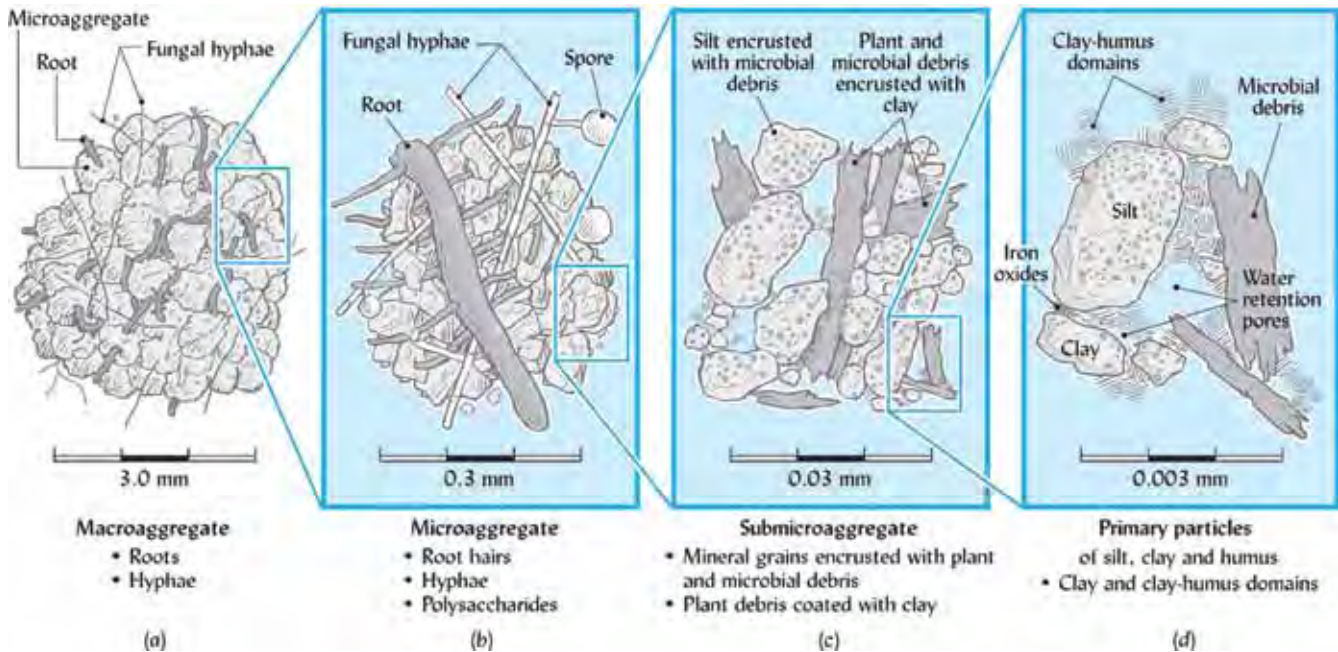 Microaggregate
Root
Fungal hyphae
3.0 mm
Macroaggregate
• Roots
• Hyphae
(a)
Fungal hyphae
Spore
Root
0.3 mm
Microaggregate
• Root hairs
• Hyphae
• Polysaccharides
(b)
Silt encrusted
with microbial
debris
Plant and
microbial debris
encrusted with
clay
0.03 mm
Submicroaggregate
• Mineral grains encrusted with plant
and microbial debris
• Plant debris coated with clay
(c)
Clay-humus
domains
Microbial
debris
Silt
Iron
oxides
Water
retention
pores
Clay
0.003 mm
Primary particles
of silt, clay and humus
• Clay and clay-humus domains
(d)